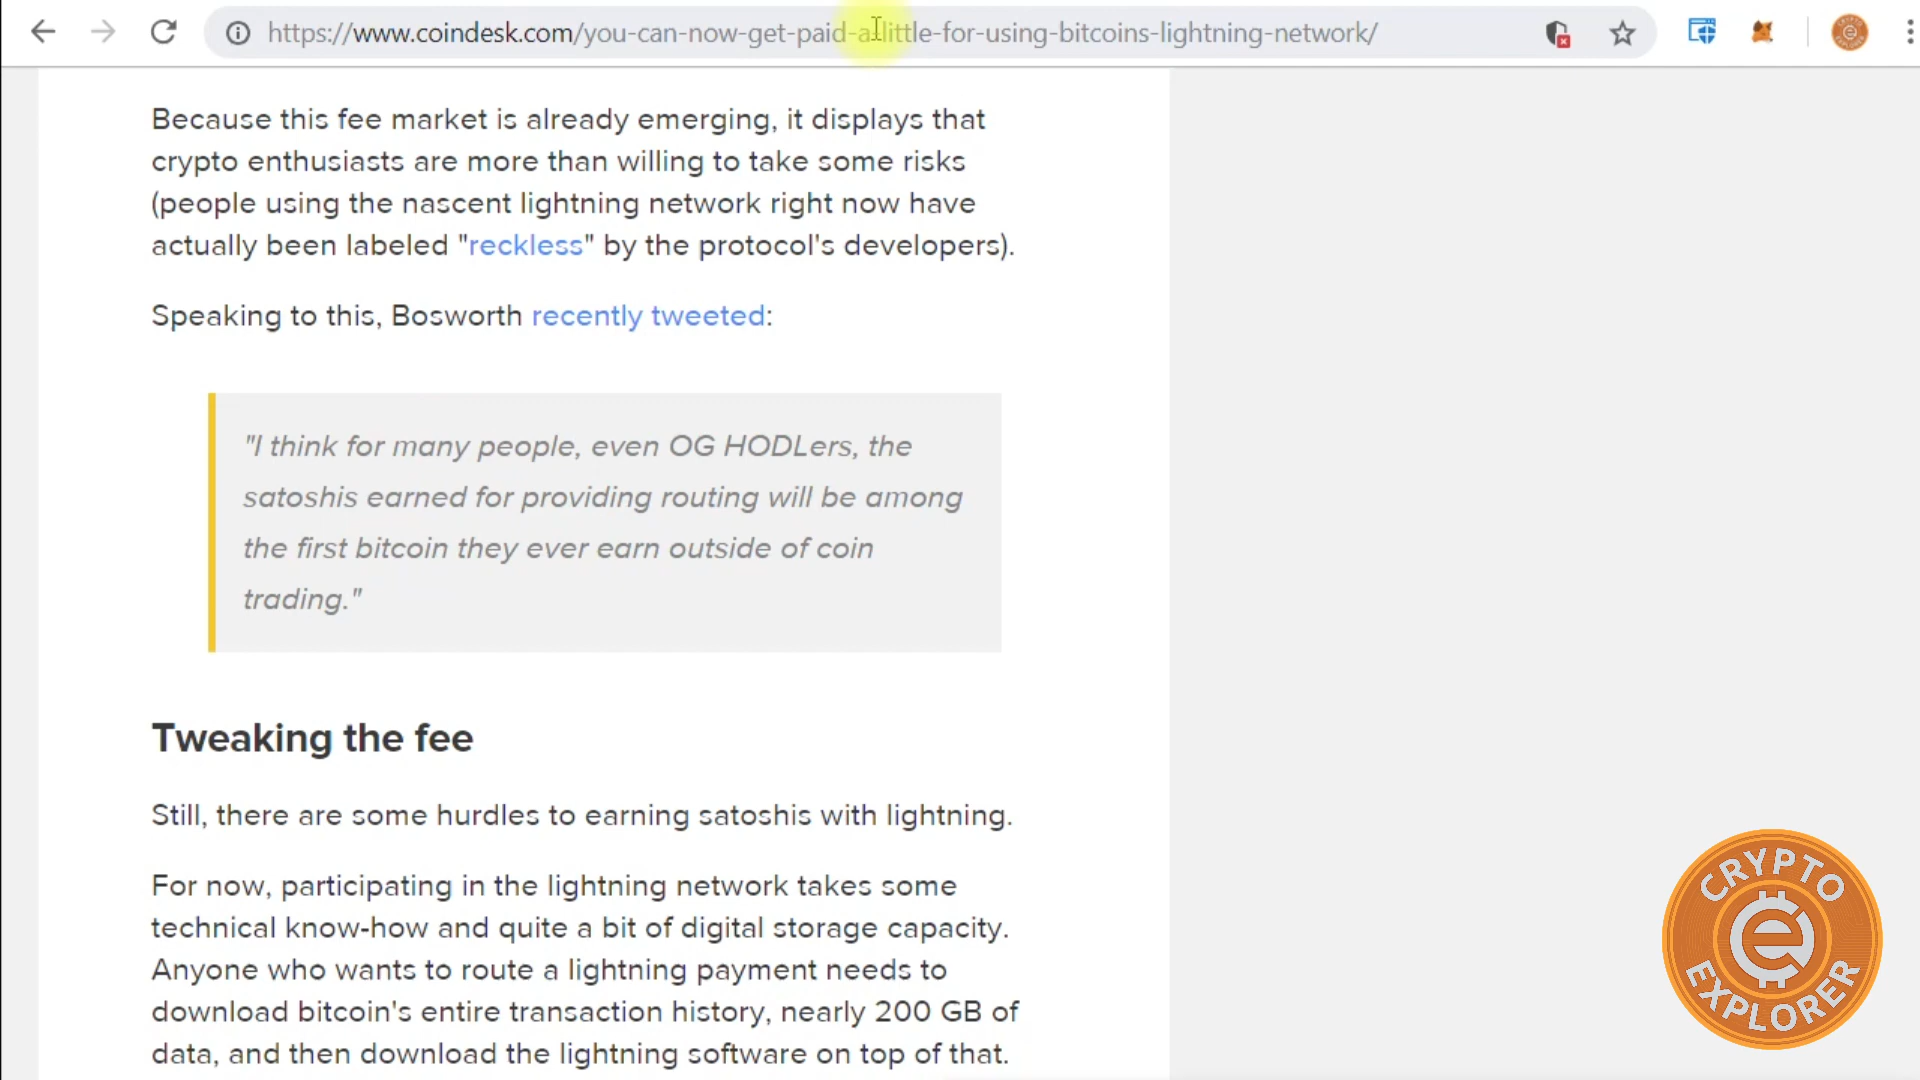 https://www.coindesk.com/you-can-now-get-paid-a-little-for-using-bitcoins-lightning-network/
Because this fee market is already emerging, it displays that
crypto enthusiasts are more than willing to take some risks
(people using the nascent lightning network right now have
actually been labeled "reckless" by the protocol's developers).
Speaking to this, Bosworth recently tweeted:
"I think for many people, even OG HODLers, the
satoshis earned for providing routing will be among
the first bitcoin they ever earn outside of coin
trading."
Tweaking the fee
Still, there are some hurdles to earning satoshis with lightning.
For now, participating in the lightning network takes some
technical know-how and quite a bit of digital storage capacity.
Anyone who wants to route a lightning payment needs to
download bitcoin's entire transaction history, nearly 200 GB of
data, and then download the lightning software on top of that.
CRYPTO
EXPLORER